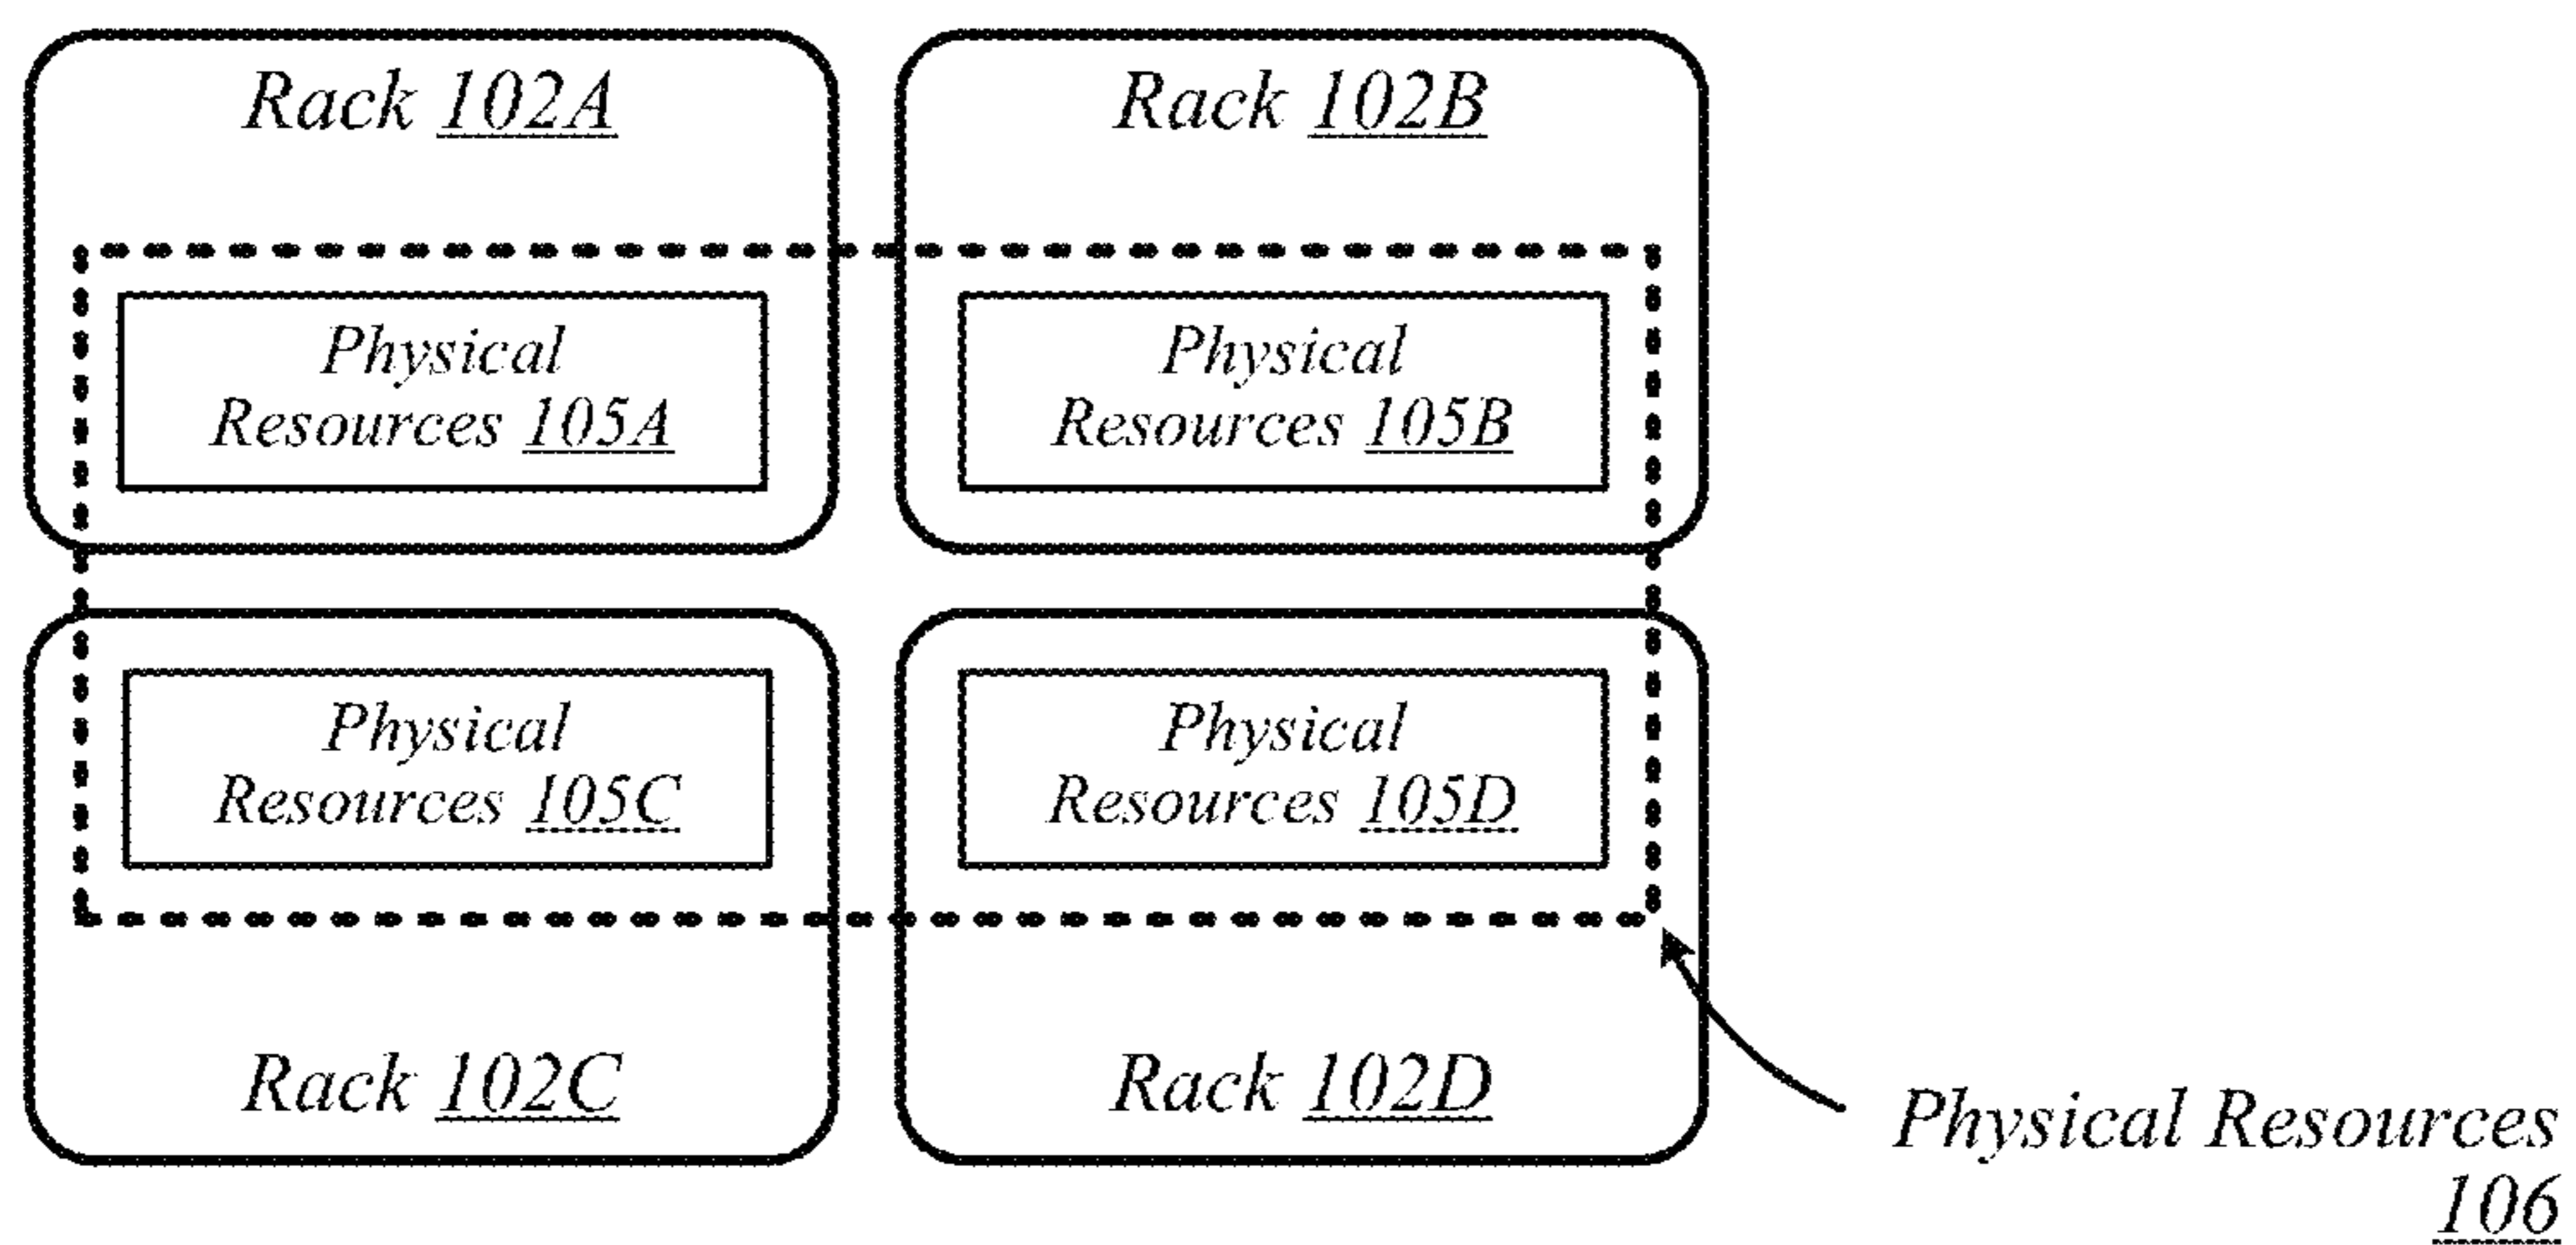 Rack 102A
Rack 102B
Physical
Resources 105A
Physical
Resources 105B
Physical
Resources 105C
Physical
Resources 105D
Rack 102C
Rack 102D
Physical Resources
106